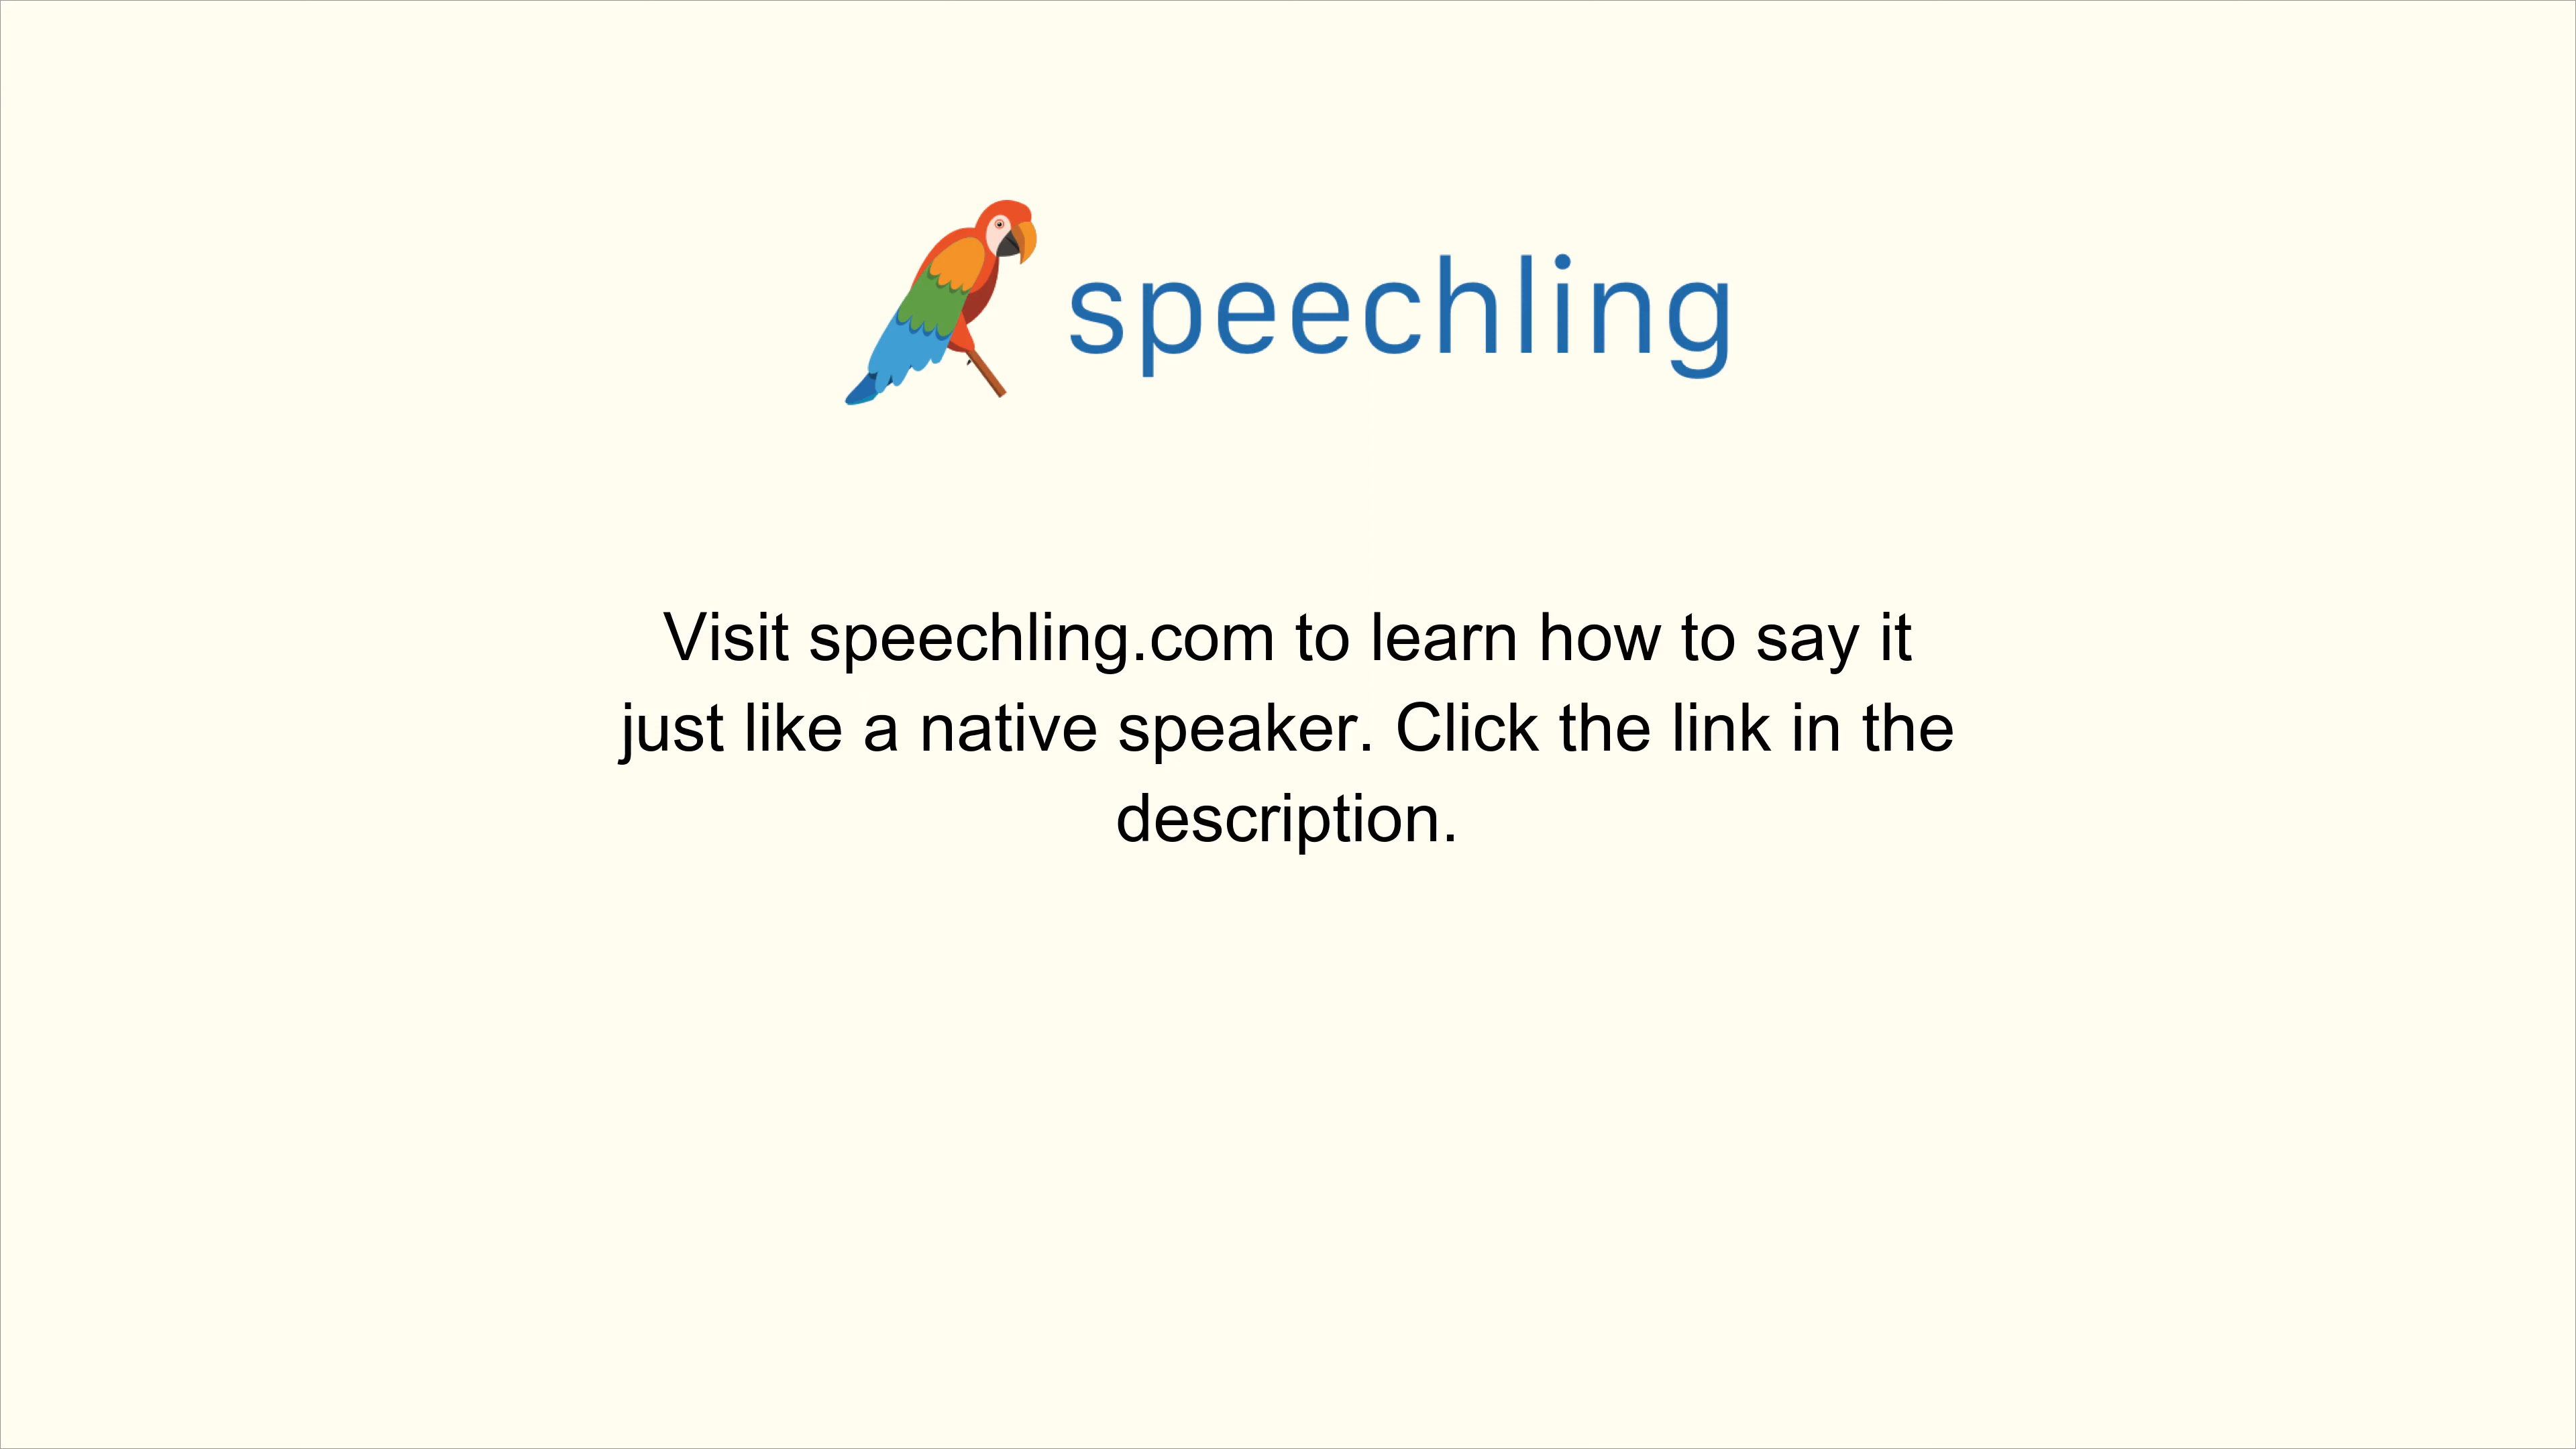 speechling
Visit speechling.com to learn how to say it
just like a native speaker. Click the link in the
description.